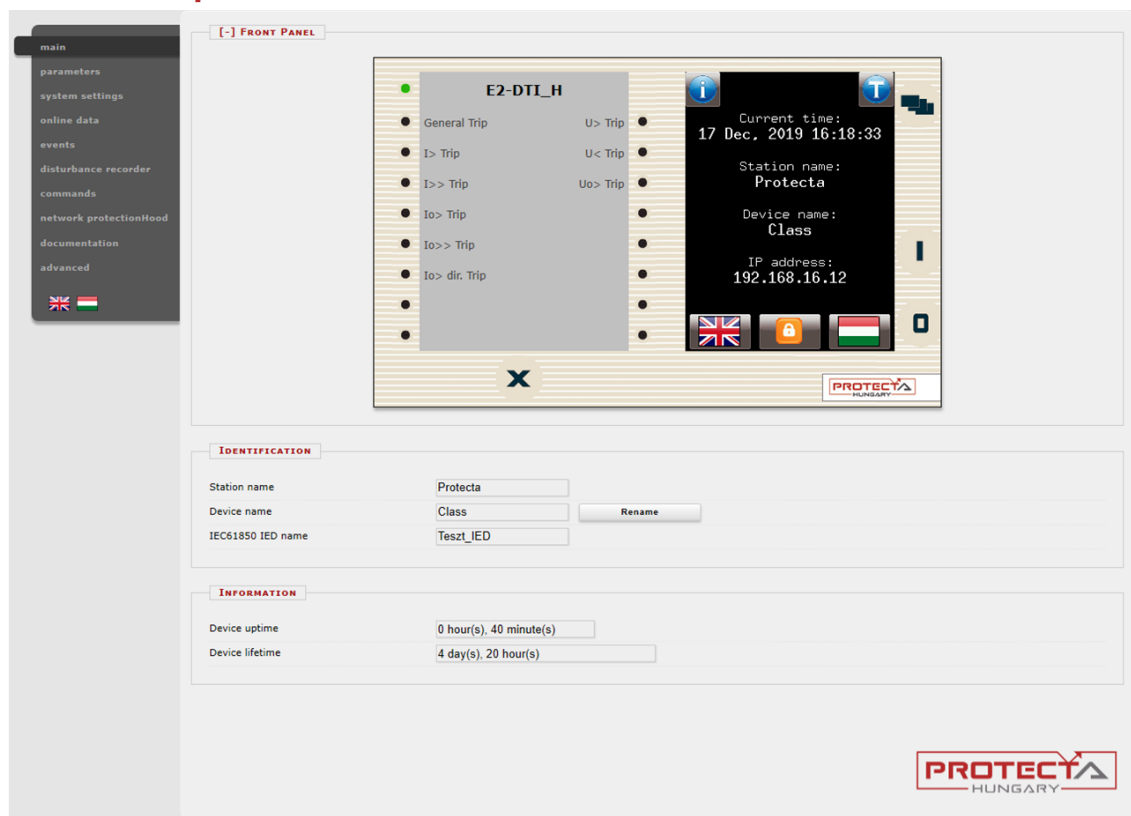 main
parameters
system settings
online data
events
disturbance recorder
commands
network protectionHood
documentation
advanced
[-] Front Panel
E2-DTI_H
General Trip U> Trip
I> Trip U< Trip
I>> Trip Uo> Trip
Io> Trip
Io>> Trip
Io> dir. Trip
X
i T
Current time:
17 Dec, 2019 16:18:33
Station name:
Protecta
Device name:
Class
IP address:
192.168.16.12
I
O
PROTECTA
HUNGARY
Identification
Station name Protecta
Device name Class Rename
IEC61850 IED name Teszt_IED
Information
Device uptime 0 hour(s), 40 minute(s)
Device lifetime 4 day(s), 20 hour(s)
PROTECTA
HUNGARY